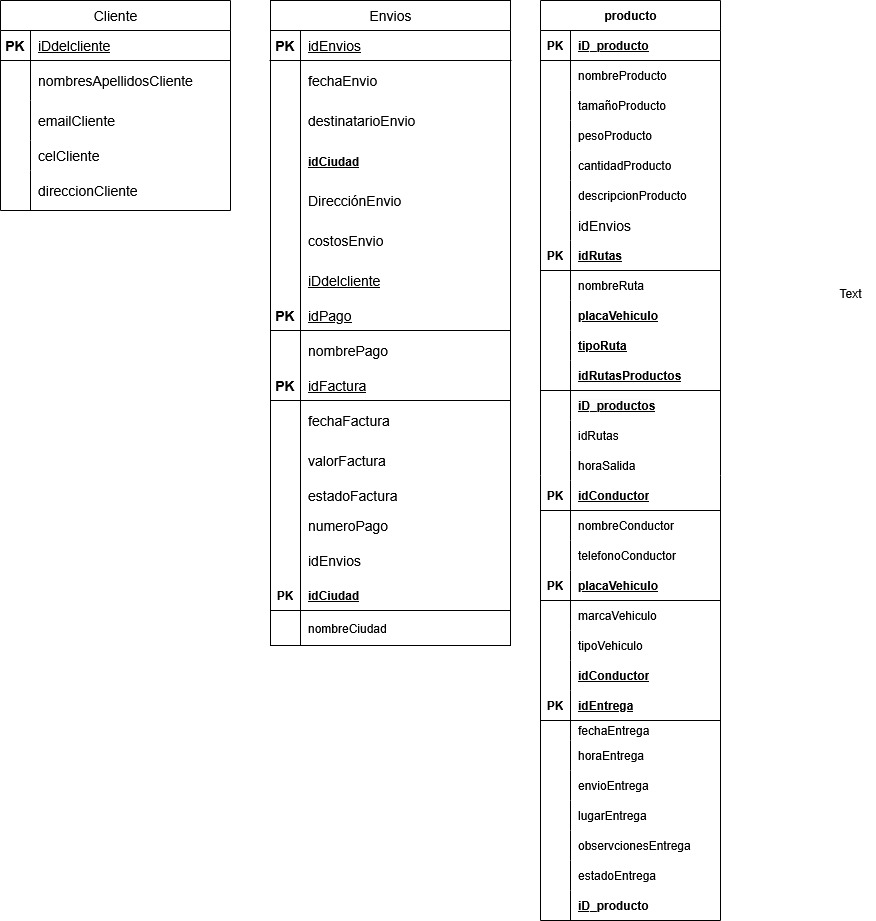 Cliente
PK iDdelcliente
nombresApellidosCliente
emailCliente
celCliente
direccionCliente
Envios
PK idEnvios
fechaEnvio
destinatarioEnvio
idCiudad
DirecciónEnvio
costosEnvio
iDdelcliente
PK idPago
nombrePago
PK idFactura
fechaFactura
valorFactura
estadoFactura
numeroPago
idEnvios
PK idCiudad
nombreCiudad
producto
PK iD_producto
nombreProducto
tamañoProducto
pesoProducto
cantidadProducto
descripcionProducto
idEnvios
PK idRutas
nombreRuta
placaVehiculo
tipoRuta
idRutasProductos
iD_productos
idRutas
horaSalida
PK idConductor
nombreConductor
telefonoConductor
PK placaVehiculo
marcaVehiculo
tipoVehiculo
idConductor
PK idEntrega
fechaEntrega
horaEntrega
envioEntrega
lugarEntrega
observcionesEntrega
estadoEntrega
iD_producto
Text